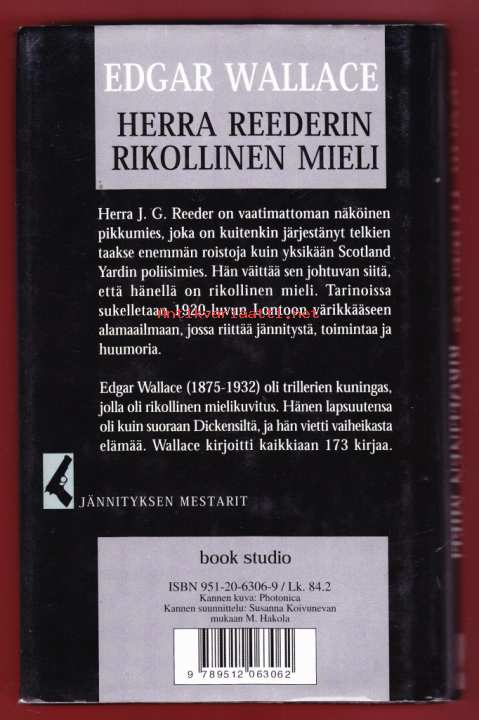 EDGAR WALLACE
HERRA REEDERIN
RIKOLLINEN MIELI
Herra J. G. Reeder on vaatimattoman näköinen
pikkumies, joka on kuitenkin järjestänyt telkien
taakse enemmän roistoja kuin yksikään Scotland
Yardin poliisimies. Hän väittää sen johtuvan siitä,
että hänellä on rikollinen mieli. Tarinoissa
sukelletaan 1920-luvun Lontoon värikkääseen
Antikvariaatti.net
alamaailmaan, jossa riittää jännitystä, toimintaa ja
huumoria.
Edgar Wallace (1875-1932) oli trillerien kuningas,
jolla oli rikollinen mielikuvitus. Hänen lapsuutensa
oli kuin suoraan Dickensiltä, ja hän vietti vaiheikasta
elämää. Wallace kirjoitti kaikkiaan 173 kirjaa.
JÄNNITYKSEN MESTARIT
book studio
ISBN 951-20-6306-9 / Lk. 84.2
Kannen kuva: Photonica
Kannen suunnittelu: Susanna Koivunevan
mukaan M. Hakola
9 789512 063062